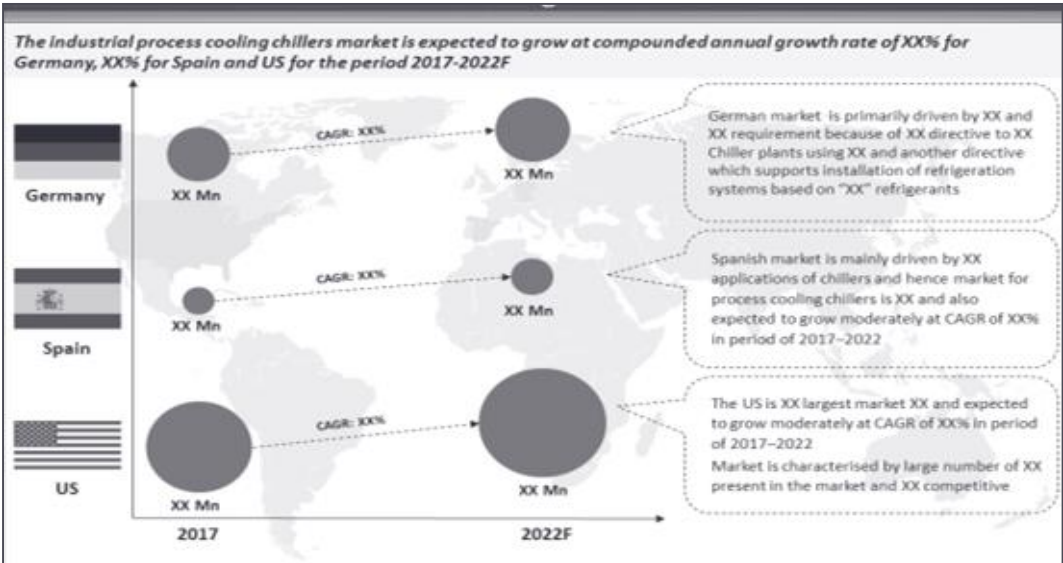 The industrial process cooling chillers market is expected to grow at compounded annual growth rate of XX% for
Germany, XX% for Spain and US for the period 2017-2022F
Germany
XX Mn
CAGR: XX%
XX Mn
German market is primarily driven by XX and
XX requirement because of XX directive to XX
Chiller plants using XX and another directive
which supports installation of refrigeration
systems based on "XX" refrigerants
Spain
XX Mn
CAGR: XX%
XX Mn
Spanish market is mainly driven by XX
applications of chillers and hence market for
process cooling chillers is XX and also
expected to grow moderately at CAGR of XX%
in period of 2017–2022
US
XX Mn
CAGR: XX%
XX Mn
The US is XX largest market XX and expected
to grow moderately at CAGR of XX% in period
of 2017–2022
Market is characterised by large number of XX
present in the market and XX competitive
2017
2022F